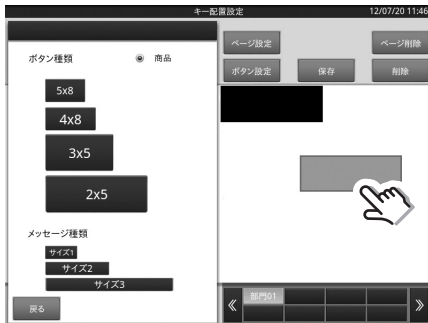 キー配置設定 12/07/20 11:46
ページ設定 ページ削除
ボタン設定 保存 削除
ボタン種類 商品
5x8
4x8
3x5
2x5
メッセージ種類
サイズ1
サイズ2
サイズ3
戻る
≪ 部門01 ≫